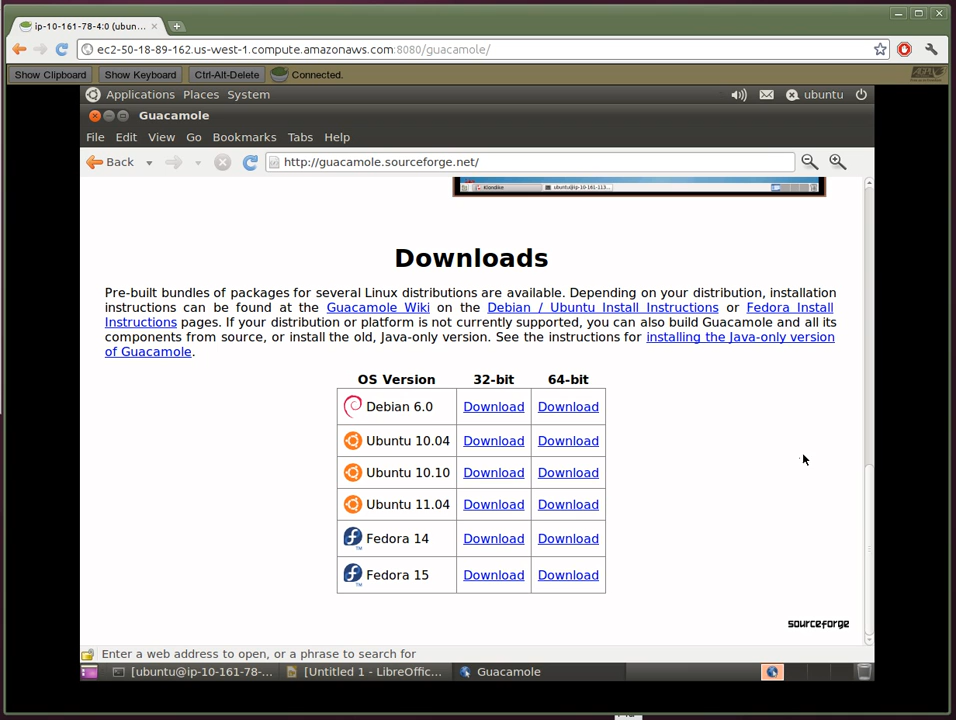 ip-10-161-78-4:0 (ubun...
ec2-50-18-89-162.us-west-1.compute.amazonaws.com:8080/guacamole/
Show Clipboard Show Keyboard Ctrl-Alt-Delete Connected.
Applications Places System ubuntu
Guacamole
File Edit View Go Bookmarks Tabs Help
Back http://guacamole.sourceforge.net/
Klondike ubuntu@ip-10-161-113...
Downloads
Pre-built bundles of packages for several Linux distributions are available. Depending on your distribution, installation
instructions can be found at the Guacamole Wiki on the Debian / Ubuntu Install Instructions or Fedora Install
Instructions pages. If your distribution or platform is not currently supported, you can also build Guacamole and all its
components from source, or install the old, Java-only version. See the instructions for installing the Java-only version
of Guacamole.
OS Version 32-bit 64-bit
Debian 6.0 Download Download
Ubuntu 10.04 Download Download
Ubuntu 10.10 Download Download
Ubuntu 11.04 Download Download
Fedora 14 Download Download
Fedora 15 Download Download
sourceforge
Enter a web address to open, or a phrase to search for
[ubuntu@ip-10-161-78-... [Untitled 1 - LibreOffic... Guacamole